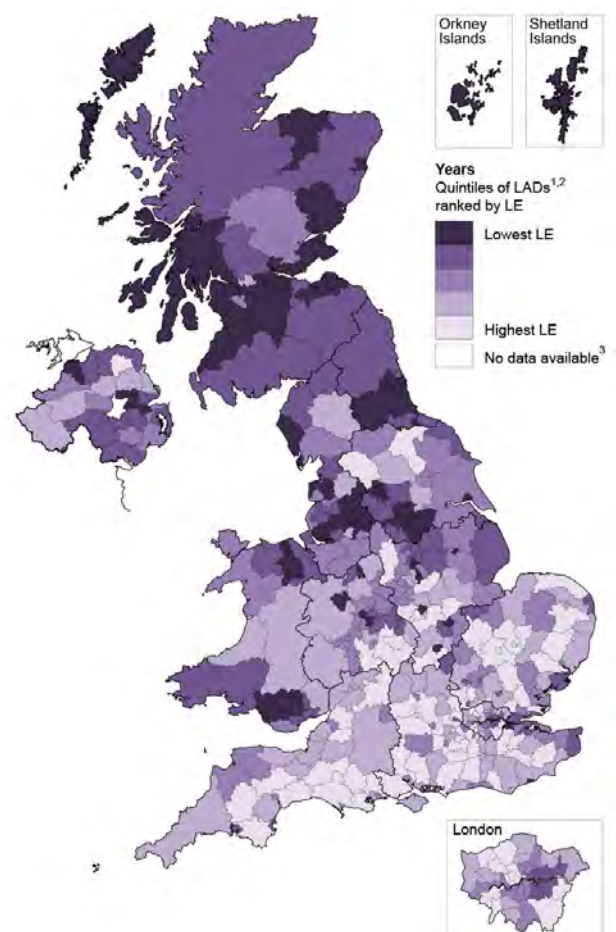 Orkney
Islands
Shetland
Islands
Years
Quintiles of LADs1,2
ranked by LE
Lowest LE
Highest LE
No data available3
London